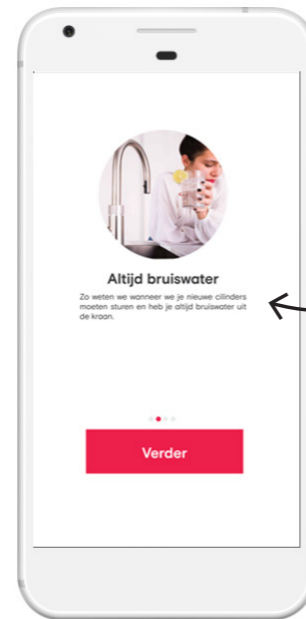 Altijd bruiswater
Zo weten we wanneer we je nieuwe cilinders
moeten sturen en heb je altijd bruiswater uit
de kraan.
Verder